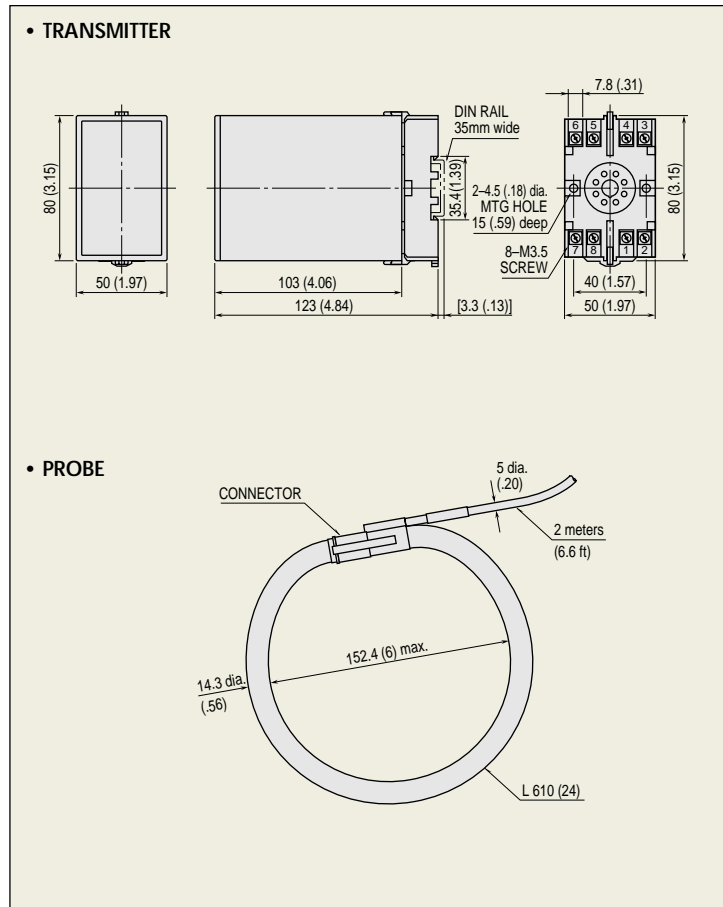 • TRANSMITTER
7.8 (.31)
DIN RAIL
35mm wide
6 5 4 3
80 (3.15)
35.4 (1.39)
2–4.5 (.18) dia.
MTG HOLE
15 (.59) deep
80 (3.15)
8–M3.5
SCREW
7 8 1 2
50 (1.97)
103 (4.06)
40 (1.57)
123 (4.84)
[3.3 (.13)]
50 (1.97)
• PROBE
CONNECTOR
5 dia.
(.20)
2 meters
(6.6 ft)
152.4 (6) max.
14.3 dia.
(.56)
L 610 (24)